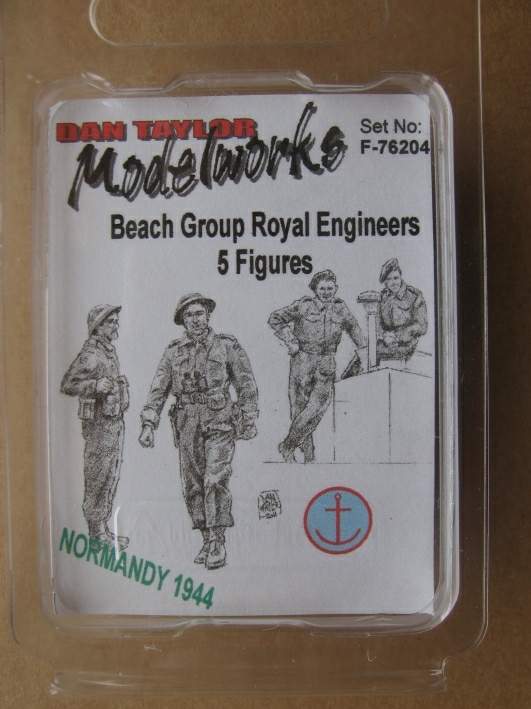 DAN TAYLOR
Modelworks
Set No:
F-76204
Beach Group Royal Engineers
5 Figures
NORMANDY 1944